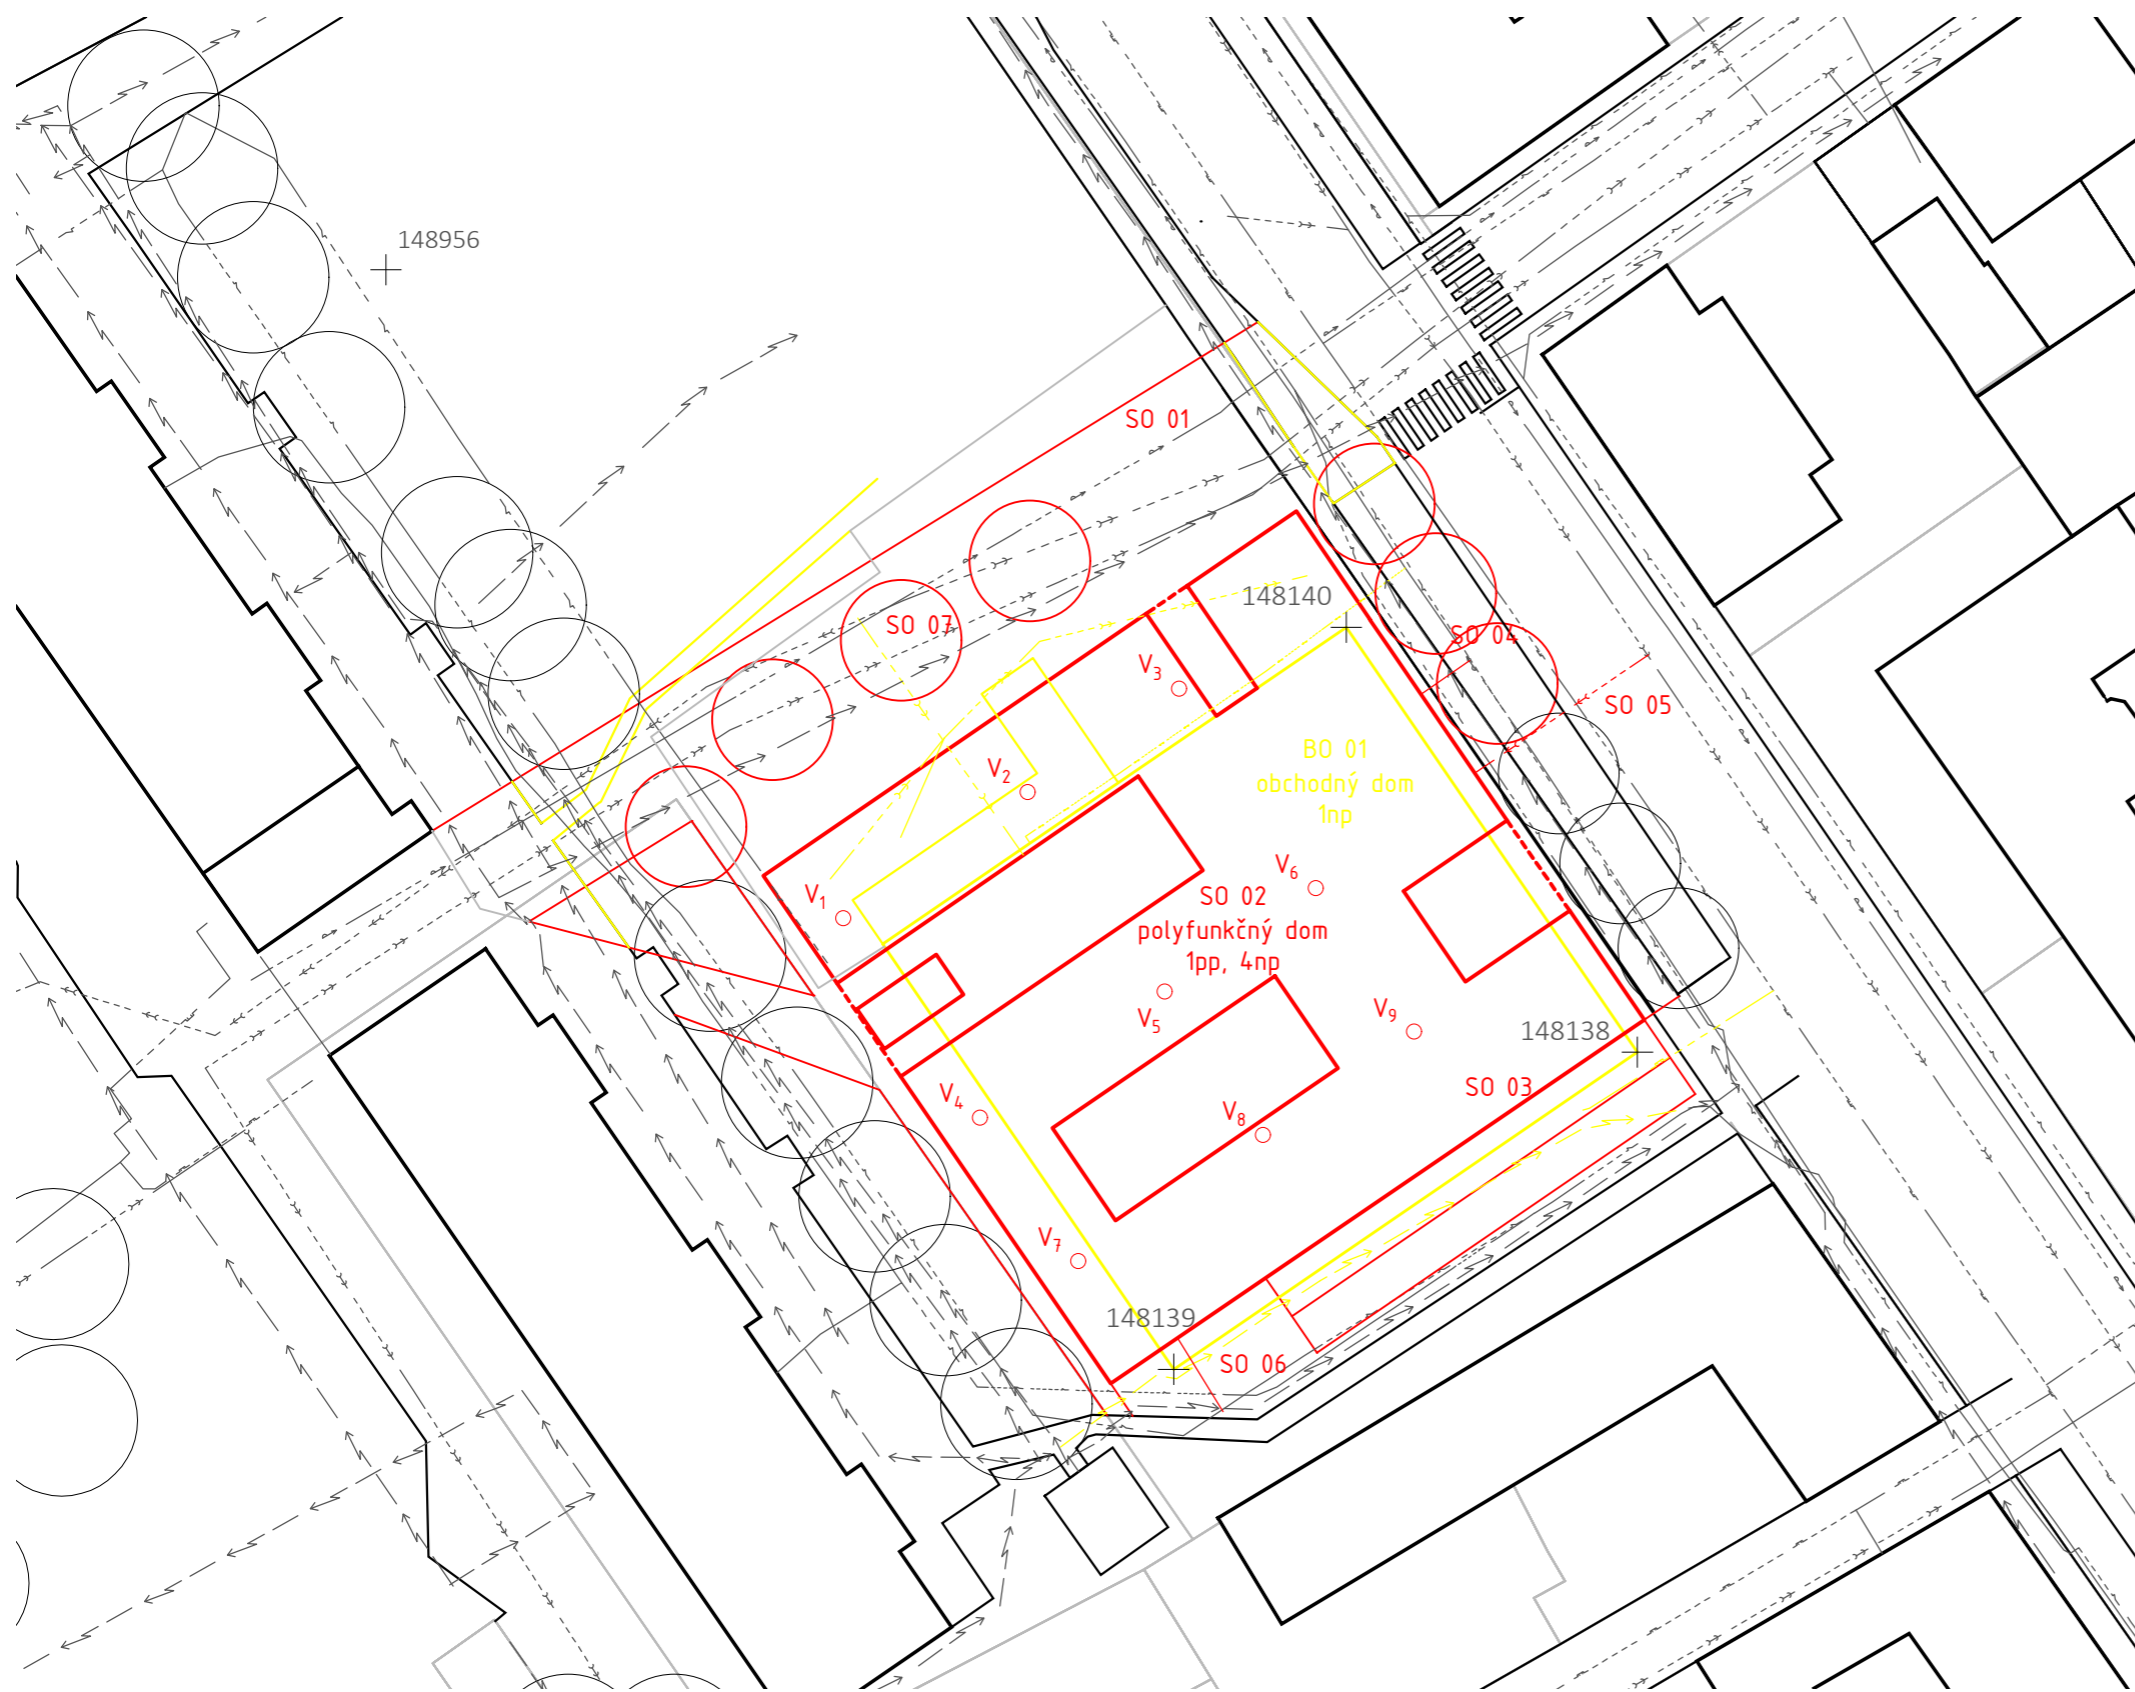 148956
SO 01
148140
SO 07
SO 04
V3
SO 05
BO 01
obchodný dom
1np
V2
V6
V1
SO 02
polyfunkčný dom
1pp, 4np
V5
V9
148138
V4
SO 03
V8
V7
148139
SO 06